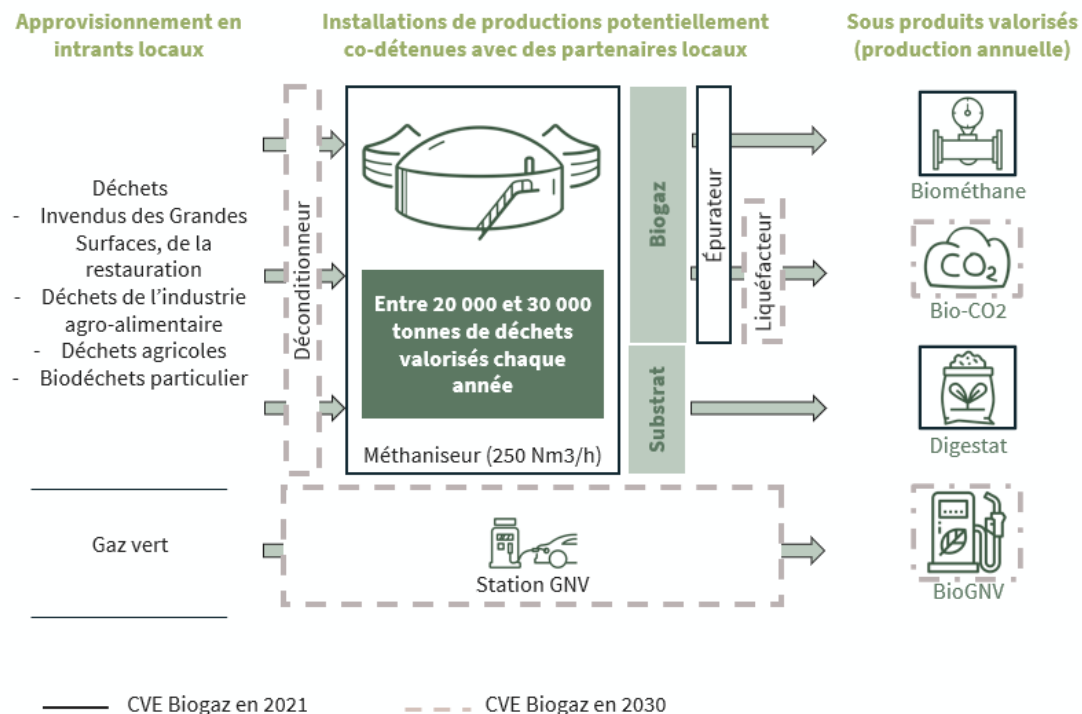 Approvisionnement en
intrants locaux
Installations de productions potentiellement
co-détenues avec des partenaires locaux
Sous produits valorisés
(production annuelle)
Déchets
- Invendus des Grandes
Surfaces, de la
restauration
- Déchets de l'industrie
agro-alimentaire
- Déchets agricoles
- Biodéchets particulier
Déconditionneur
Entre 20 000 et 30 000
tonnes de déchets
valorisés chaque
année
Méthaniseur (250 Nm3/h)
Biogaz
Substrat
Épurateur
Liquéfacteur
Biométhane
CO2
Bio-CO2
Digestat
Gaz vert
Station GNV
BioGNV
CVE Biogaz en 2021
CVE Biogaz en 2030